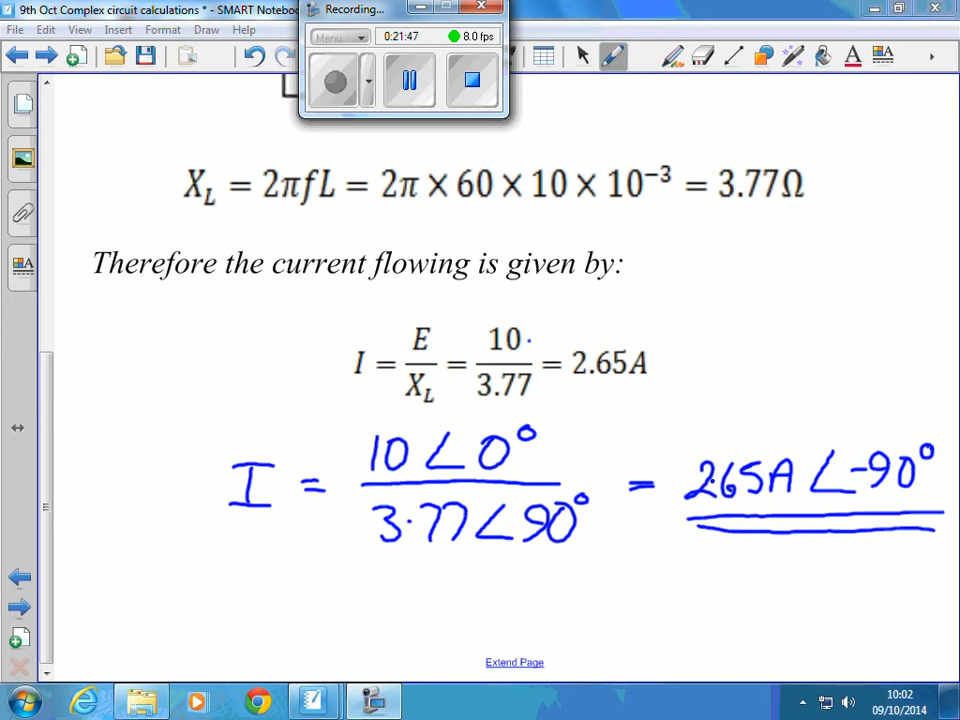 9th Oct Complex circuit calculations * - SMART Notebo
Recording...
File Edit View Insert Format Draw Help
Menu 0:21:47 8.0 fps
X_L = 2πfL = 2π × 60 × 10 × 10⁻³ = 3.77Ω
Therefore the current flowing is given by:
I = E/X_L = 10/3.77 = 2.65A
I = 10∠0°/3.77∠90° = 2.65A∠-90°
Extend Page
10:02
09/10/2014